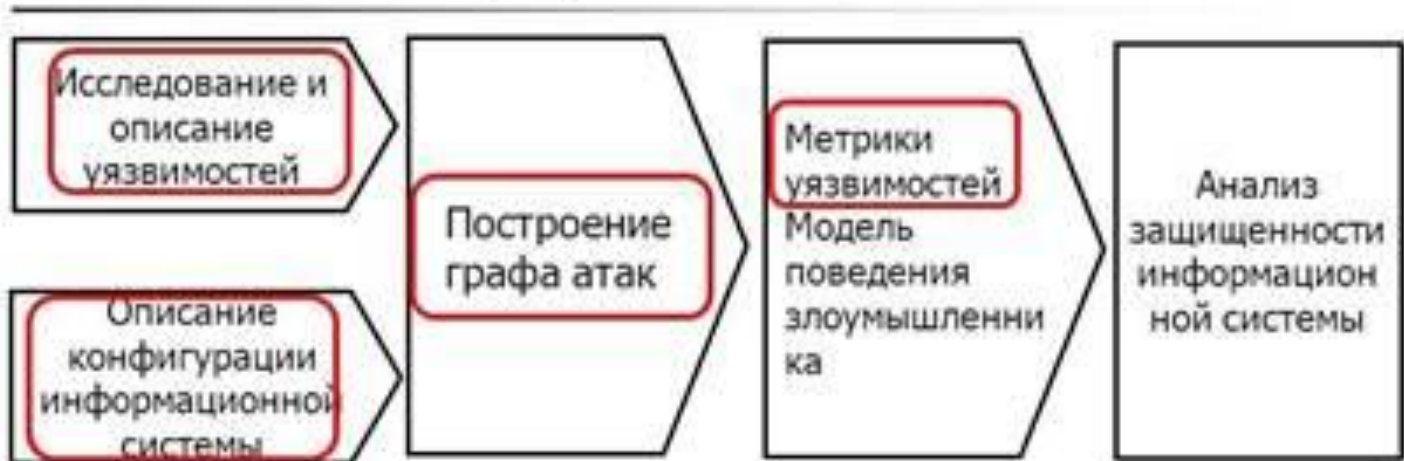 Исследование и
описание
уязвимостей
Описание
конфигурации
информационной
системы
Построение
графа атак
Метрики
уязвимостей
Модель
поведения
злоумышленни
ка
Анализ
защищенности
информацион
ной системы